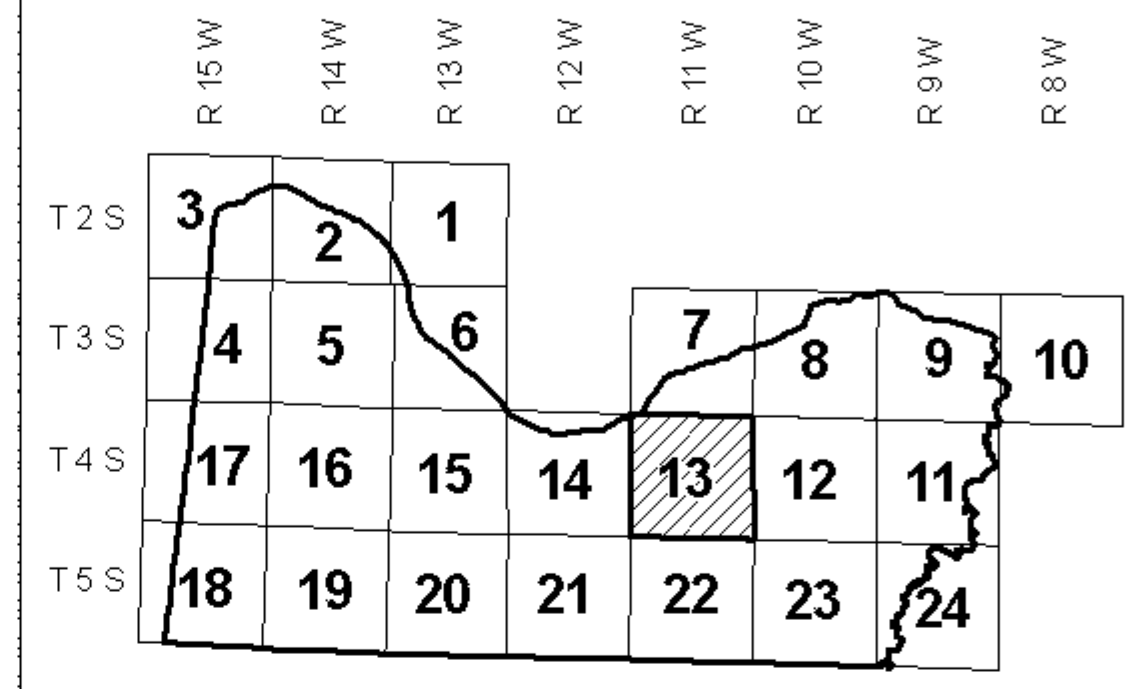 R 15 W R 14 W R 13 W R 12 W R 11 W R 10 W R 9 W R 8 W
T 2 S 3 2 1
T 3 S 4 5 6 7 8 9 10
T 4 S 17 16 15 14 13 12 11
T 5 S 18 19 20 21 22 23 24